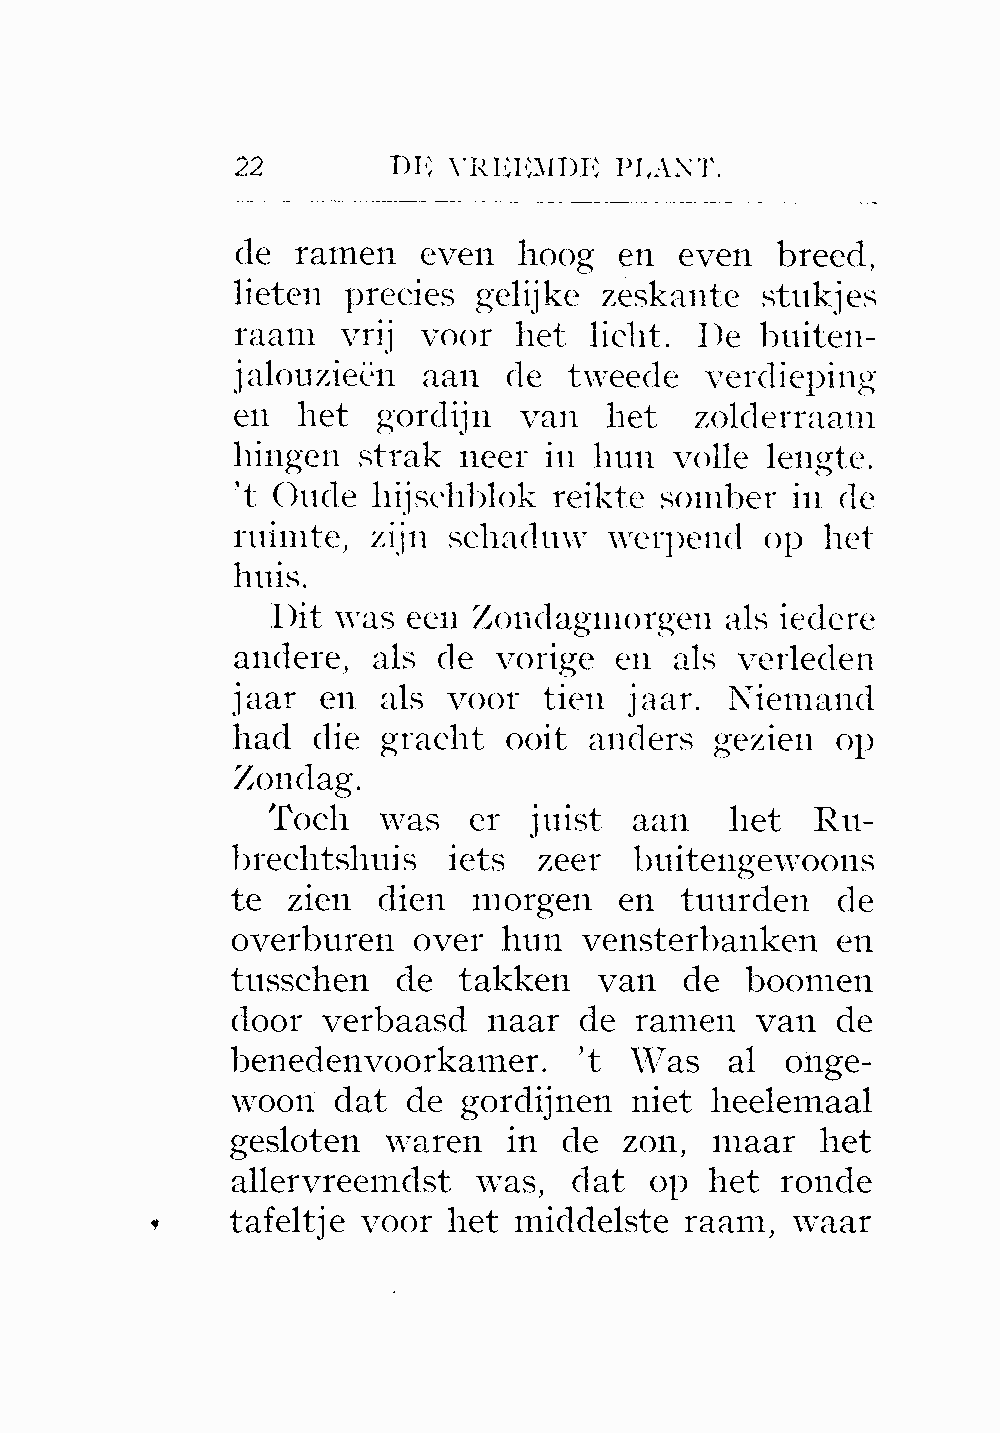 22 DE VREEMDE PLANT.
de ramen even hoog en even breed,
lieten precies gelijke zeskante stukjes
raam vrij voor het licht. De buiten-
jalouzieën aan de tweede verdieping
en het gordijn van het zolderraam
hingen strak neer in hun volle lengte.
’t Oude hijschblok reikte somber in de
ruimte, zijn schaduw werpend op het
huis.
Dit was een Zondagmorgen als iedere
andere, als de vorige en als verleden
jaar en als voor tien jaar. Niemand
had die gracht ooit anders gezien op
Zondag.
Toch was er juist aan het Ru-
brechtshuis iets zeer buitengewoons
te zien dien morgen en tuurden de
overburen over hun vensterbanken en
tusschen de takken van de boomen
door verbaasd naar de ramen van de
benedenvoorkamer. ’t Was al onge-
woon dat de gordijnen niet heelemaal
gesloten waren in de zon, maar het
allervreemdst was, dat op het ronde
tafeltje voor het middelste raam, waar